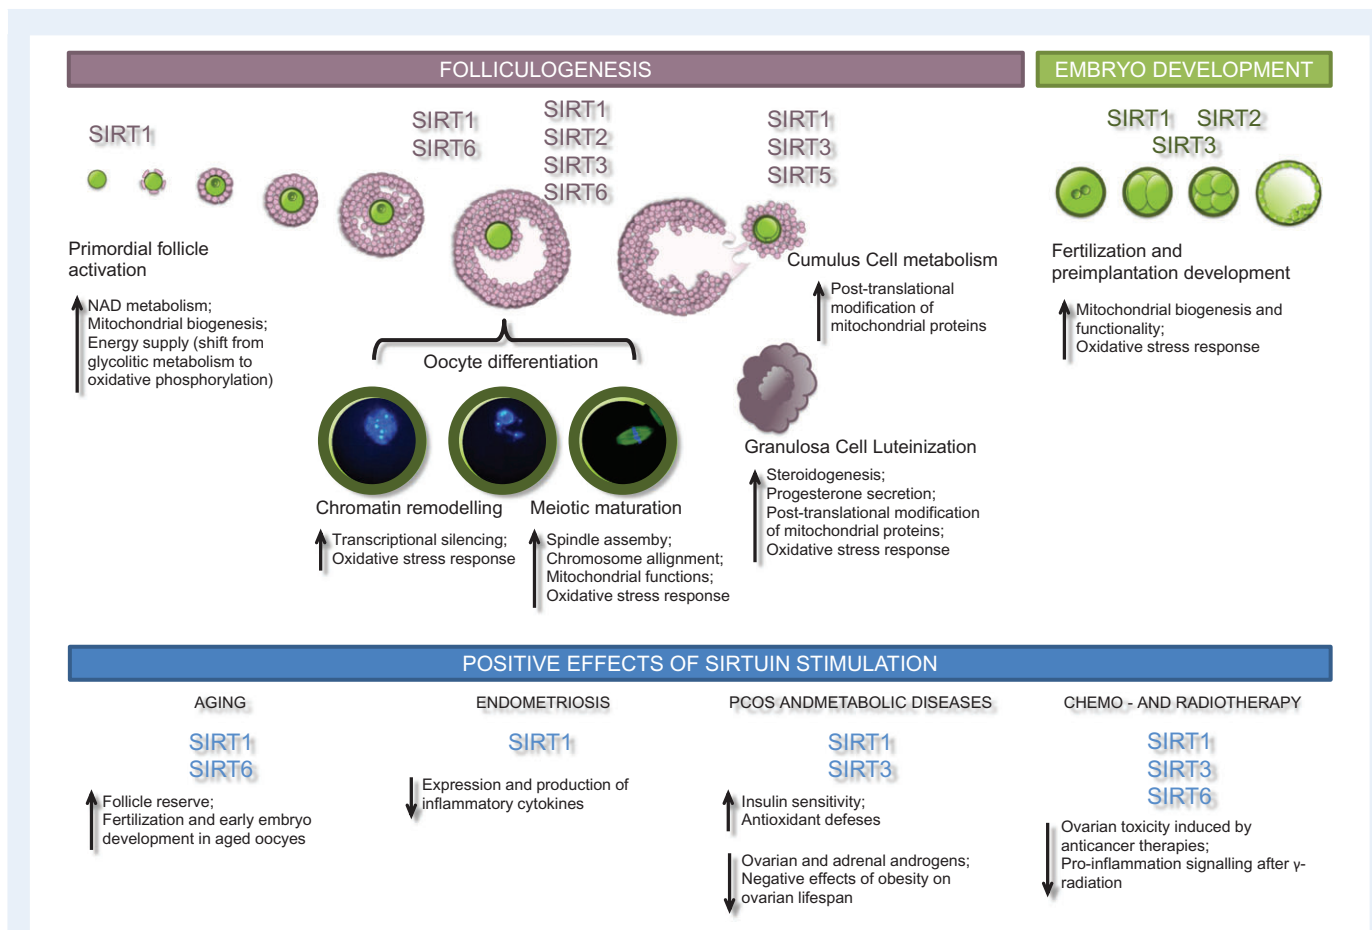 FOLLICULOGENESIS
SIRT1
SIRT1
SIRT6
SIRT1
SIRT2
SIRT3
SIRT6
SIRT1
SIRT3
SIRT5
Primordial follicle
activation
NAD metabolism;
Mitochondrial biogenesis;
Energy supply (shift from
glycolitic metabolism to
oxidative phosphorylation)
Oocyte differentiation
Chromatin remodelling
Transcriptional silencing;
Oxidative stress response
Meiotic maturation
Spindle assemby;
Chromosome allignment;
Mitochondrial functions;
Oxidative stress response
Cumulus Cell metabolism
Post-translational
modification of
mitochondrial proteins
Granulosa Cell Luteinization
Steroidogenesis;
Progesterone secretion;
Post-translational modification
of mitochondrial proteins;
Oxidative stress response
EMBRYO DEVELOPMENT
SIRT1 SIRT2
SIRT3
Fertilization and
preimplantation development
Mitochondrial biogenesis and
functionality;
Oxidative stress response
POSITIVE EFFECTS OF SIRTUIN STIMULATION
AGING
SIRT1
SIRT6
Follicle reserve;
Fertilization and early embryo
development in aged oocyes
ENDOMETRIOSIS
SIRT1
Expression and production of
inflammatory cytokines
PCOS ANDMETABOLIC DISEASES
SIRT1
SIRT3
Insulin sensitivity;
Antioxidant defeses
Ovarian and adrenal androgens;
Negative effects of obesity on
ovarian lifespan
CHEMO - AND RADIOTHERAPY
SIRT1
SIRT3
SIRT6
Ovarian toxicity induced by
anticancer therapies;
Pro-inflammation signalling after γ-
radiation